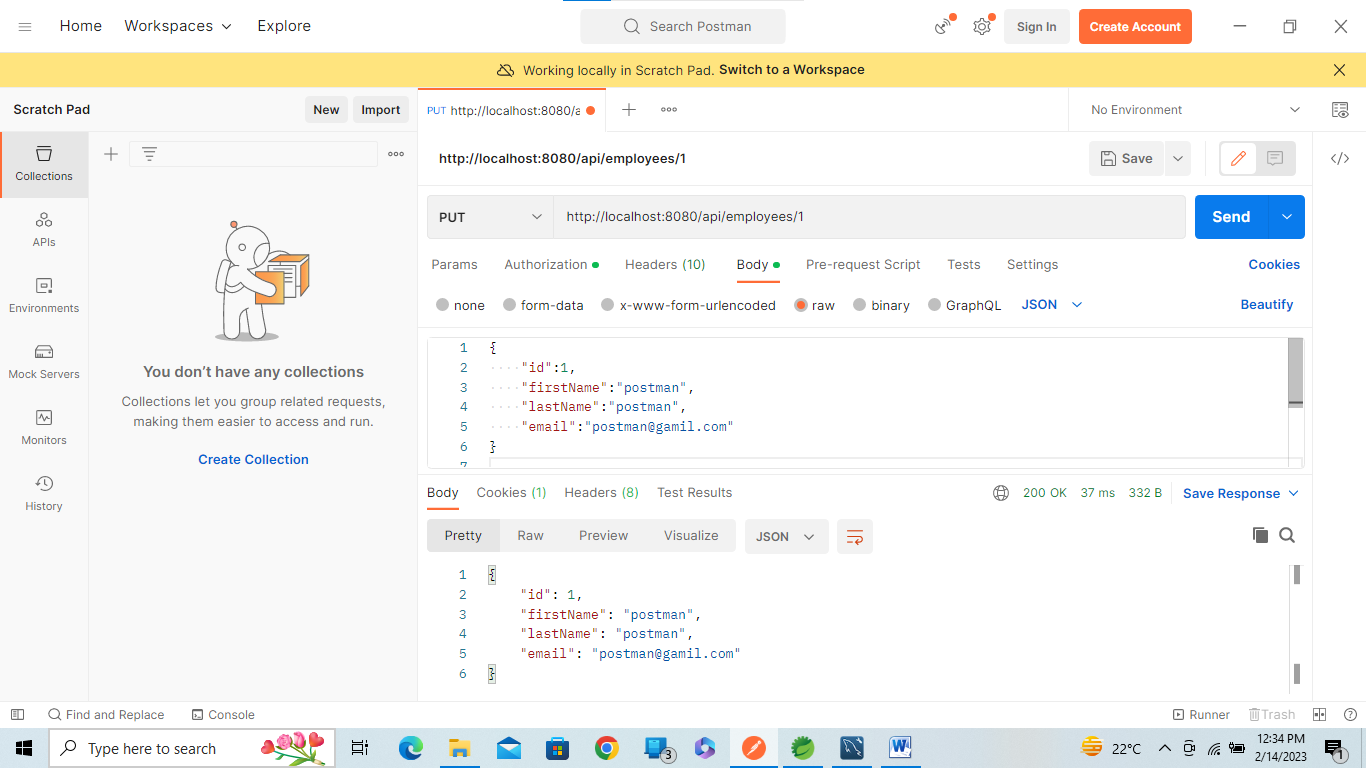 Home Workspaces Explore Search Postman Sign In Create Account
Working locally in Scratch Pad. Switch to a Workspace
Scratch Pad New Import
PUT http://localhost:8080/a
No Environment
Collections
APIs
Environments
Mock Servers
Monitors
History
You don’t have any collections
Collections let you group related requests,
making them easier to access and run.
Create Collection
http://localhost:8080/api/employees/1 Save
PUT http://localhost:8080/api/employees/1 Send
Params Authorization Headers (10) Body Pre-request Script Tests Settings Cookies
none form-data x-www-form-urlencoded raw binary GraphQL JSON Beautify
1 {
2 "id":1,
3 "firstName":"postman",
4 "lastName":"postman",
5 "email":"postman@gamil.com"
6 }
7
Body Cookies (1) Headers (8) Test Results 200 OK 37 ms 332 B Save Response
Pretty Raw Preview Visualize JSON
1 {
2 "id": 1,
3 "firstName": "postman",
4 "lastName": "postman",
5 "email": "postman@gamil.com"
6 }
Find and Replace Console Runner Trash
Type here to search 3 22°C 12:34 PM
2/14/2023 1